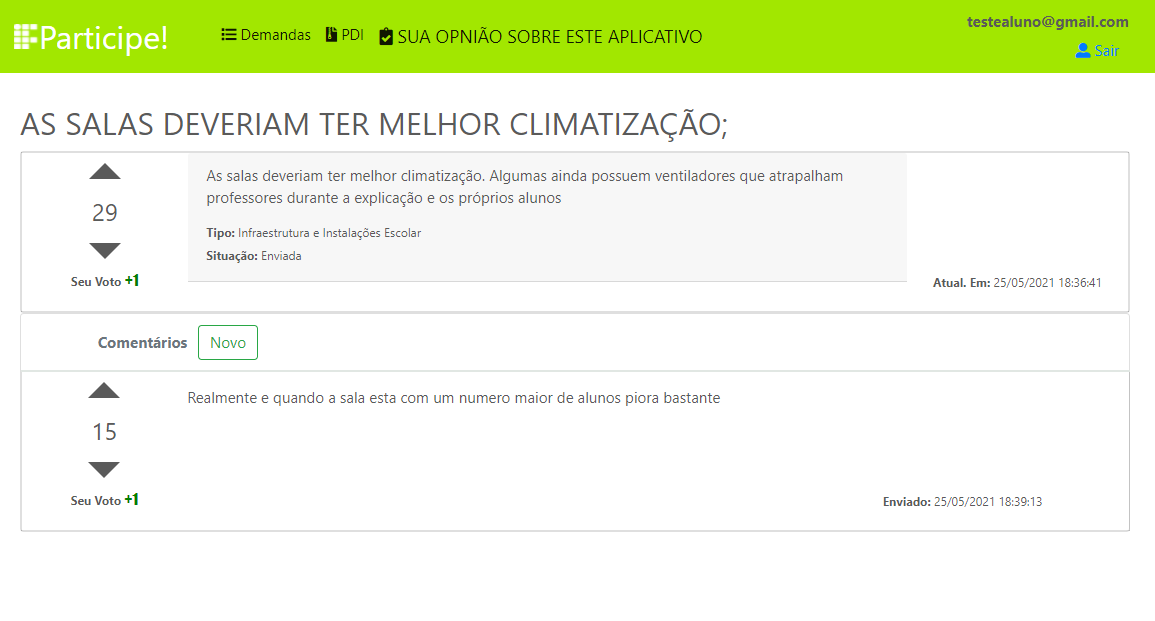 Participe!
Demandas PDI SUA OPNIÃO SOBRE ESTE APLICATIVO
testealuno@gmail.com
Sair
AS SALAS DEVERIAM TER MELHOR CLIMATIZAÇÃO;
29
Seu Voto +1
As salas deveriam ter melhor climatização. Algumas ainda possuem ventiladores que atrapalham
professores durante a explicação e os próprios alunos
Tipo: Infraestrutura e Instalações Escolar
Situação: Enviada
Atual. Em: 25/05/2021 18:36:41
Comentários Novo
15
Seu Voto +1
Realmente e quando a sala esta com um numero maior de alunos piora bastante
Enviado: 25/05/2021 18:39:13